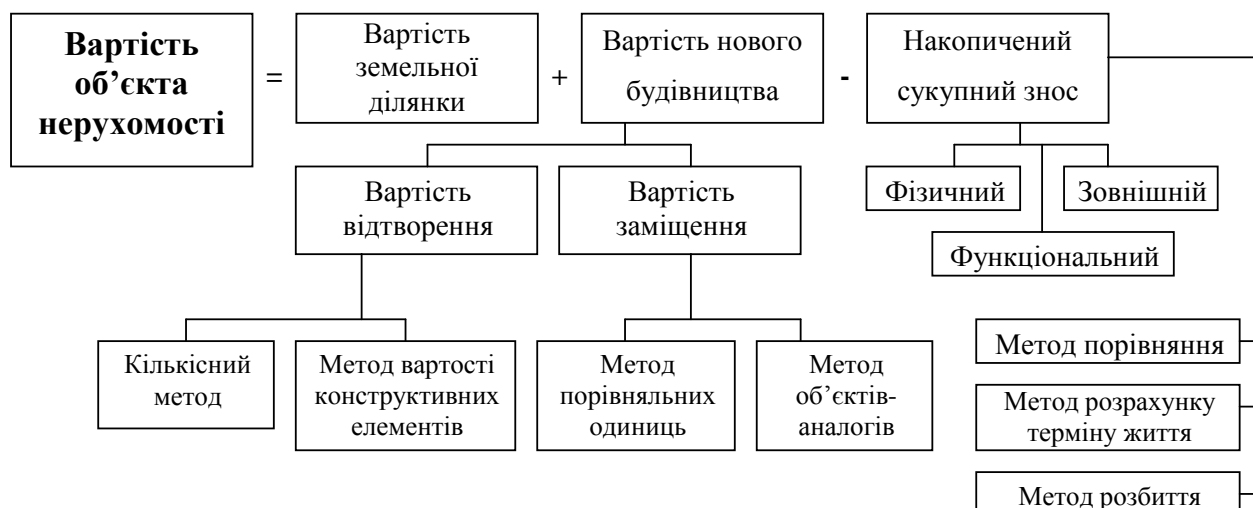 Вартість
об’єкта
нерухомості
=
Вартість
земельної
ділянки
+
Вартість нового
будівництва
-
Накопичений
сукупний знос
Вартість
відтворення
Вартість
заміщення
Фізичний
Зовнішній
Функціональний
Кількісний
метод
Метод вартості
конструктивних
елементів
Метод
порівняльних
одиниць
Метод
об’єктів-
аналогів
Метод порівняння
Метод розрахунку
терміну життя
Метод розбиття